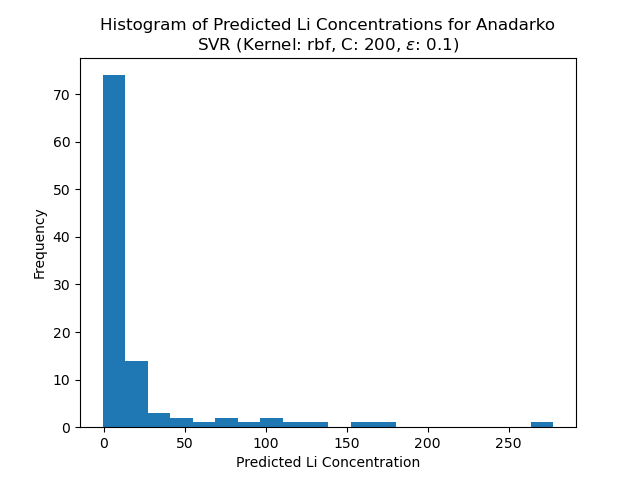 Histogram of Predicted Li Concentrations for Anadarko
SVR (Kernel: rbf, C: 200, ε: 0.1)
70
60
50
40
30
20
10
0
Frequency
0 50 100 150 200 250
Predicted Li Concentration